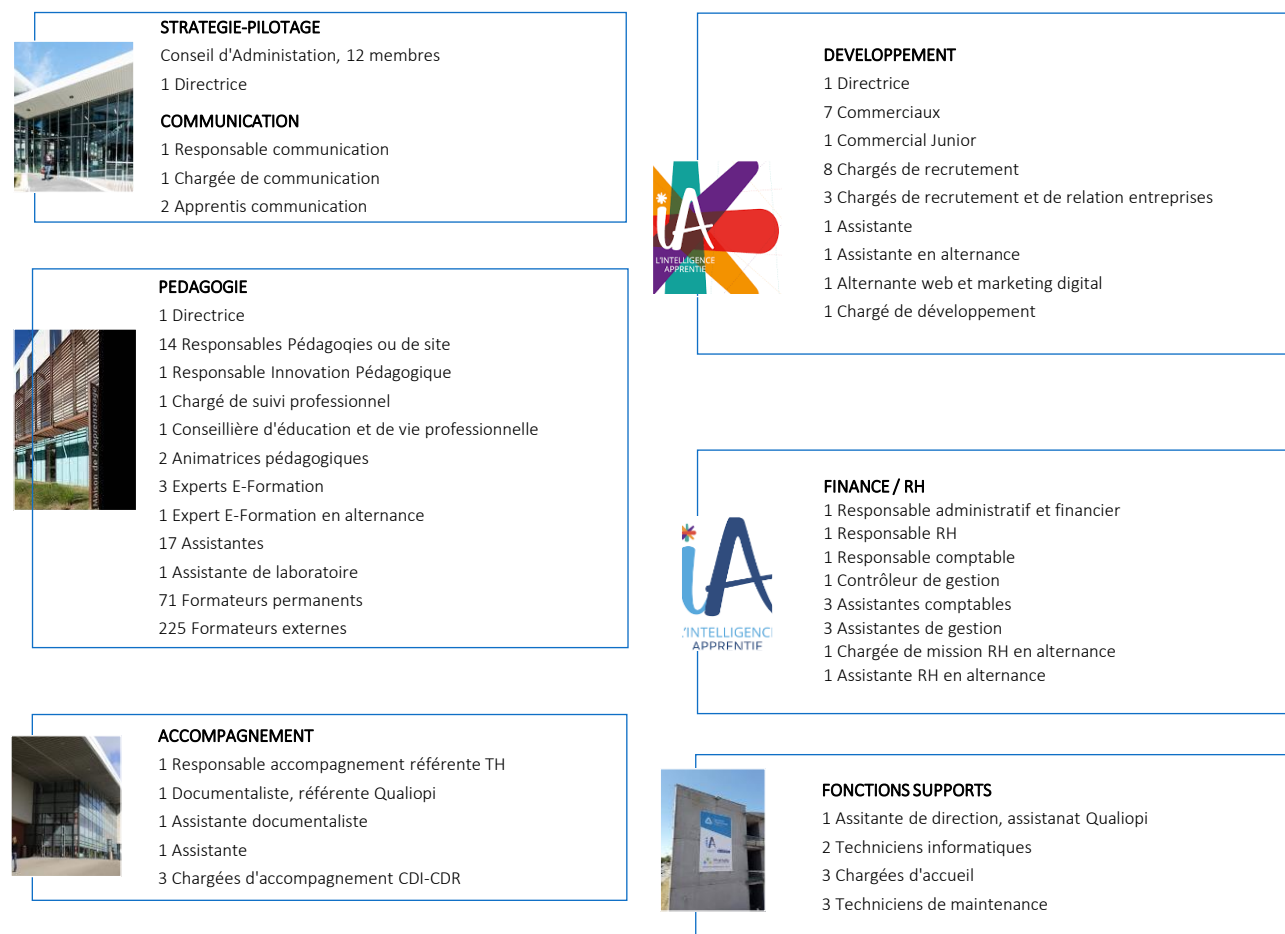 STRATEGIE-PILOTAGE
Conseil d'Administation, 12 membres
1 Directrice
COMMUNICATION
1 Responsable communication
1 Chargée de communication
2 Apprentis communication
PEDAGOGIE
1 Directrice
14 Responsables Pédagoqies ou de site
1 Responsable Innovation Pédagogique
1 Chargé de suivi professionnel
1 Conseillière d'éducation et de vie professionnelle
2 Animatrices pédagogiques
3 Experts E-Formation
1 Expert E-Formation en alternance
17 Assistantes
1 Assistante de laboratoire
71 Formateurs permanents
225 Formateurs externes
Maison de l'Apprentissage
ACCOMPAGNEMENT
1 Responsable accompagnement référente TH
1 Documentaliste, référente Qualiopi
1 Assistante documentaliste
1 Assistante
3 Chargées d'accompagnement CDI-CDR
DEVELOPPEMENT
1 Directrice
7 Commerciaux
1 Commercial Junior
8 Chargés de recrutement
3 Chargés de recrutement et de relation entreprises
1 Assistante
1 Assistante en alternance
1 Alternante web et marketing digital
1 Chargé de développement
iA
L'INTELLIGENCE
APPRENTIE
FINANCE / RH
1 Responsable administratif et financier
1 Responsable RH
1 Responsable comptable
1 Contrôleur de gestion
3 Assistantes comptables
3 Assistantes de gestion
1 Chargée de mission RH en alternance
1 Assistante RH en alternance
iA
'INTELLIGENC
APPRENTIE
FONCTIONS SUPPORTS
1 Assitante de direction, assistanat Qualiopi
2 Techniciens informatiques
3 Chargées d'accueil
3 Techniciens de maintenance
iA